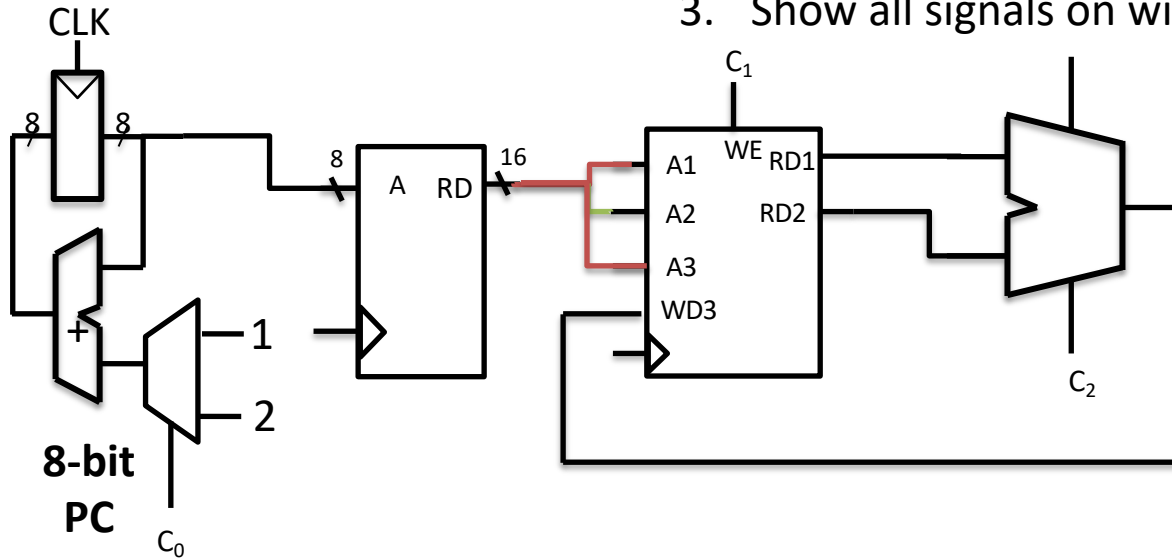 3. Show all signals on wi
CLK
8
8
8
A
RD
16
C1
WE
A1
RD1
A2
RD2
A3
WD3
+
1
2
8-bit
PC
C0
C2